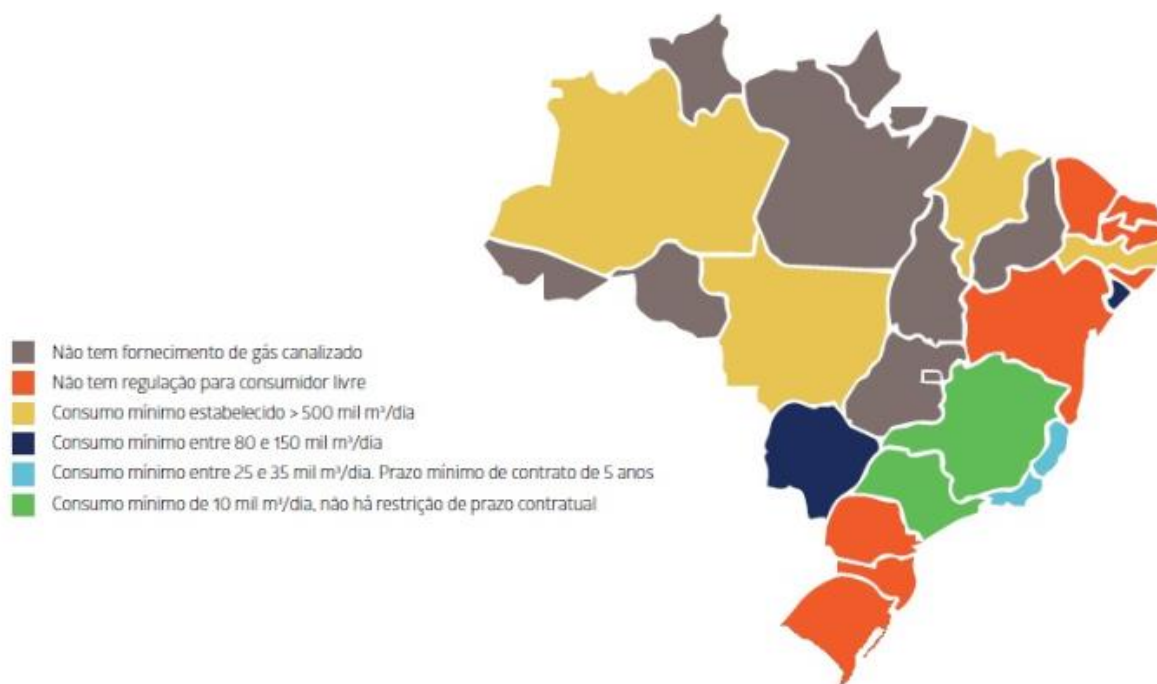 Não tem fornecimento de gás canalizado
Não tem regulação para consumidor livre
Consumo mínimo estabelecido > 500 mil m³/dia
Consumo mínimo entre 80 e 150 mil m³/dia
Consumo mínimo entre 25 e 35 mil m³/dia. Prazo mínimo de contrato de 5 anos
Consumo mínimo de 10 mil m³/dia, não há restrição de prazo contratual